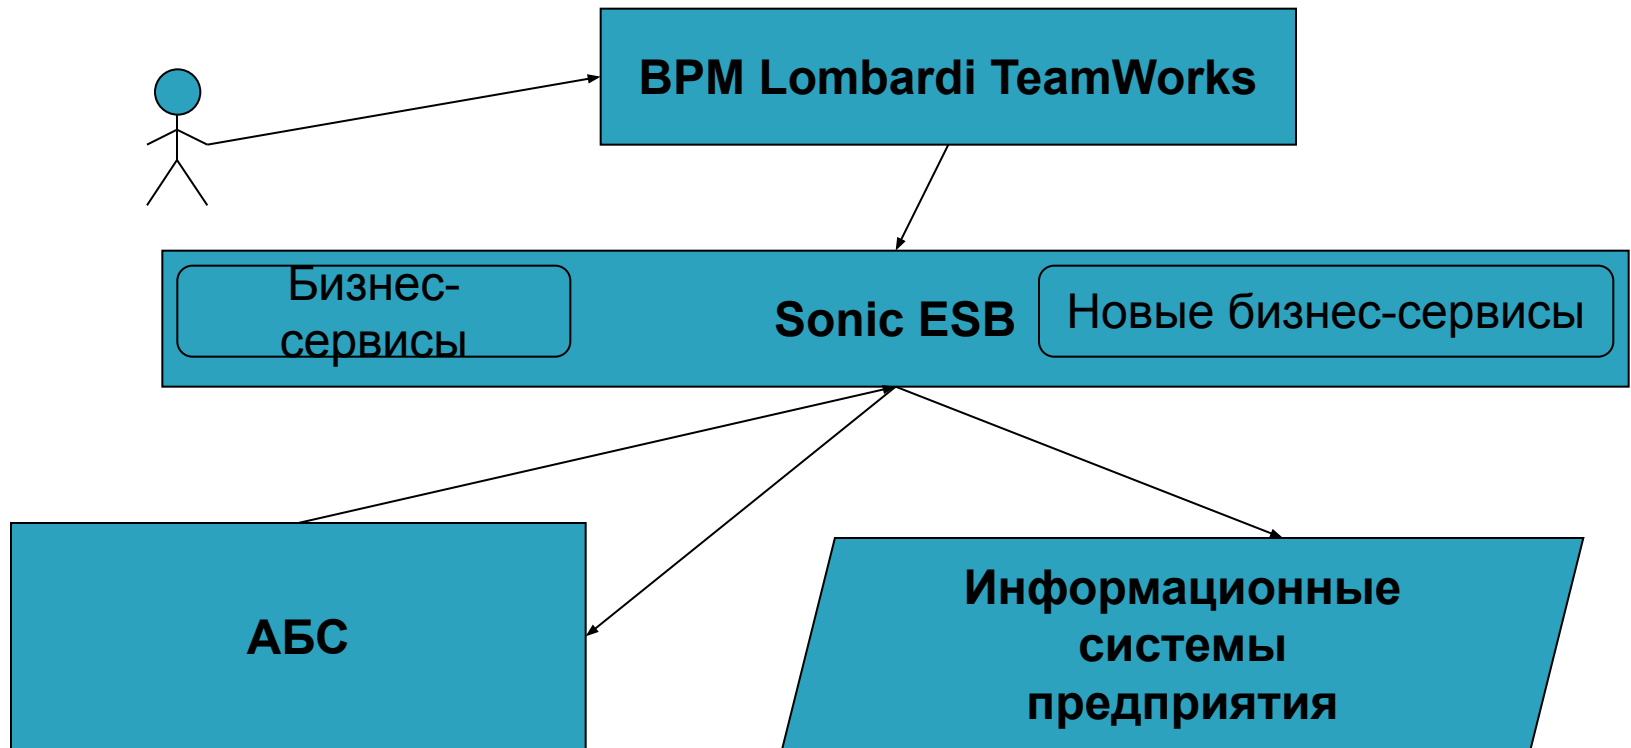 BPM Lombardi TeamWorks
Бизнес-
сервисы
Sonic ESB
Новые бизнес-сервисы
АБС
Информационные
системы
предприятия